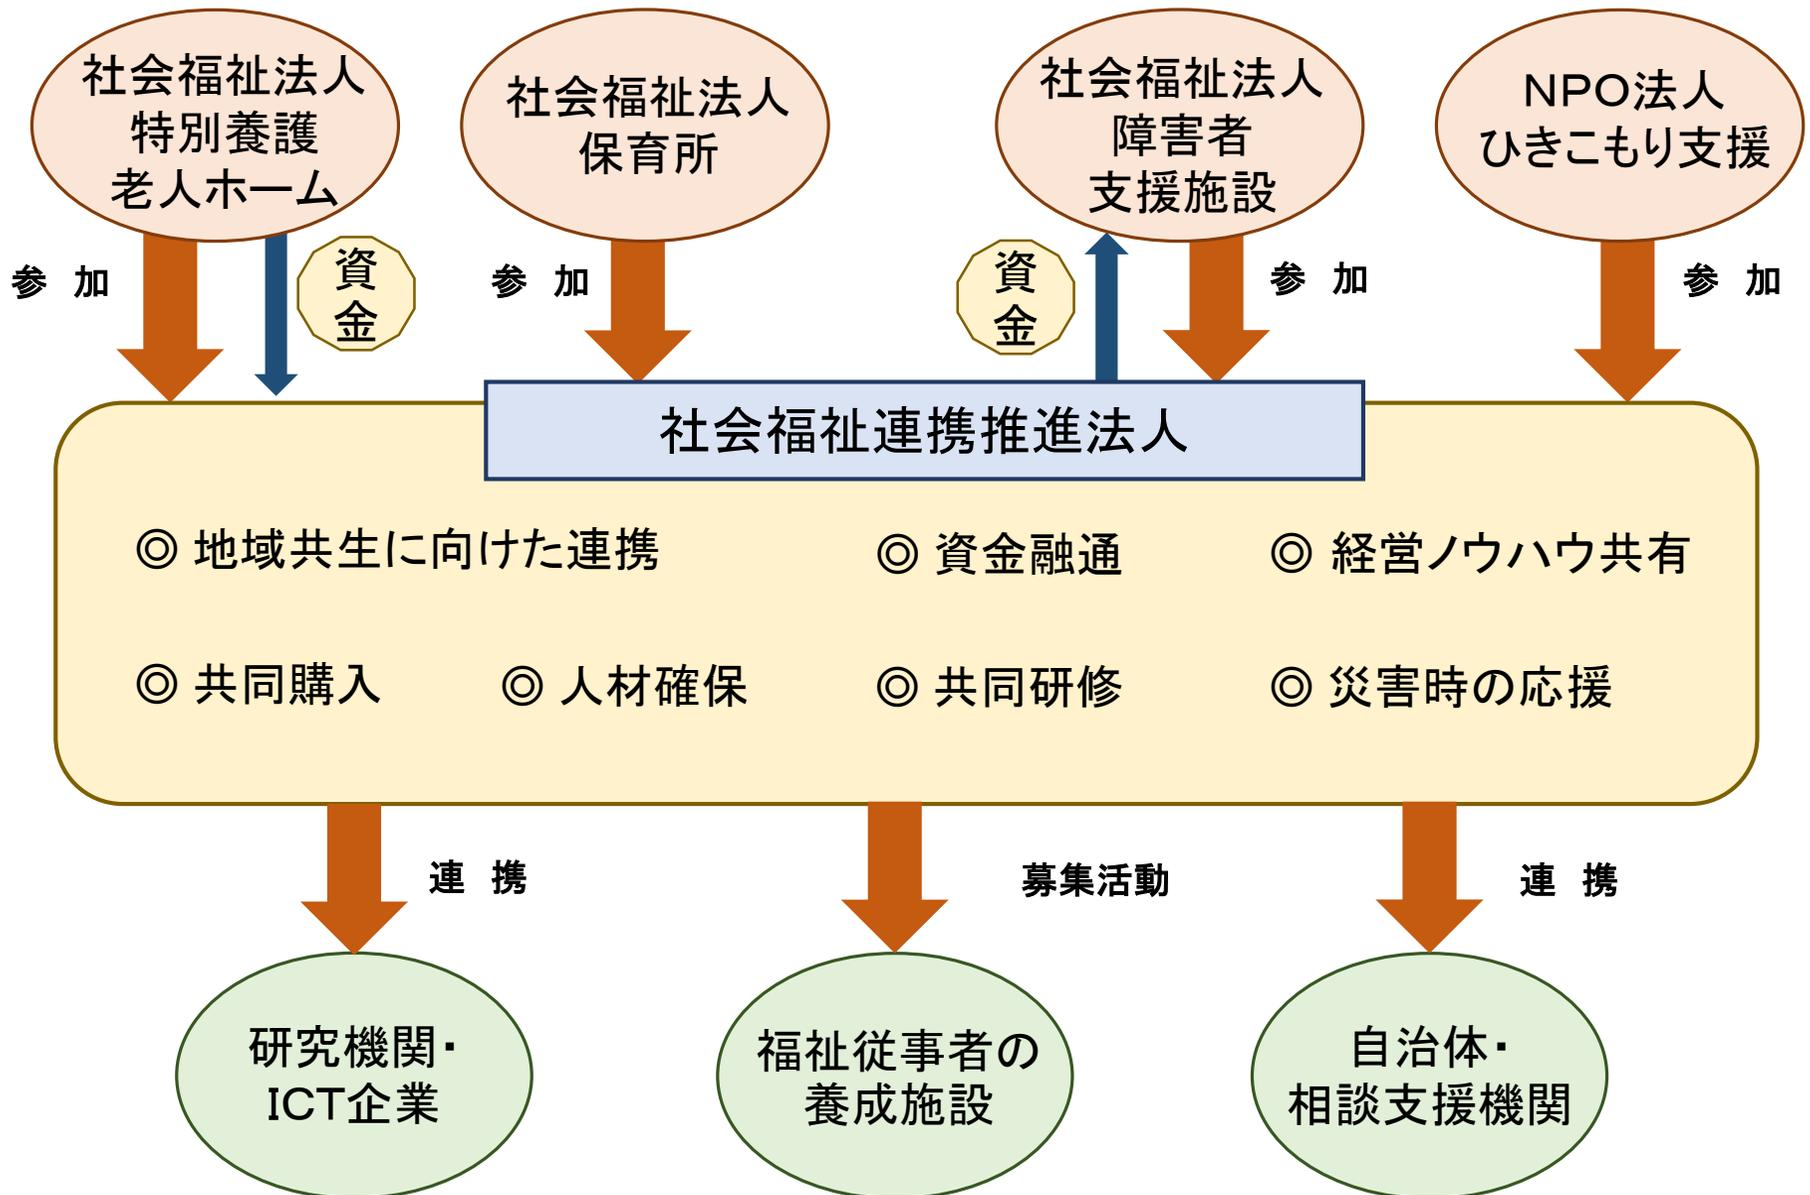 社会福祉法人
特別養護
老人ホーム
社会福祉法人
保育所
社会福祉法人
障害者
支援施設
NPO法人
ひきこもり支援
参 加
資
金
参 加
資
金
参 加
参 加
社会福祉連携推進法人
◎ 地域共生に向けた連携
◎ 資金融通
◎ 経営ノウハウ共有
◎ 共同購入
◎ 人材確保
◎ 共同研修
◎ 災害時の応援
連 携
募集活動
連 携
研究機関・
ICT企業
福祉従事者の
養成施設
自治体・
相談支援機関